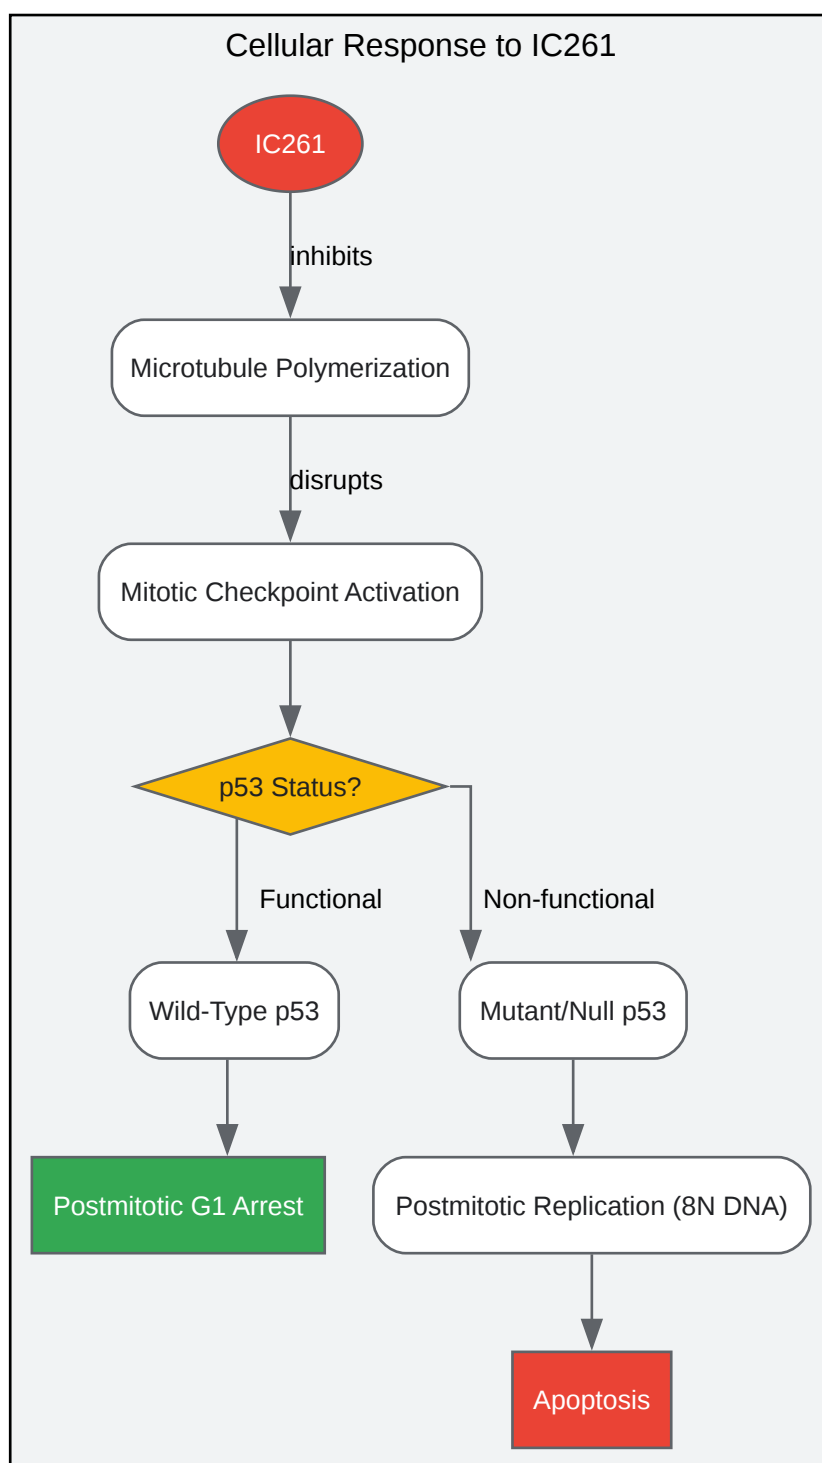 Cellular Response to IC261
IC261
inhibits
Microtubule Polymerization
disrupts
Mitotic Checkpoint Activation
p53 Status?
Functional
Non-functional
Wild-Type p53
Mutant/Null p53
Postmitotic G1 Arrest
Postmitotic Replication (8N DNA)
Apoptosis